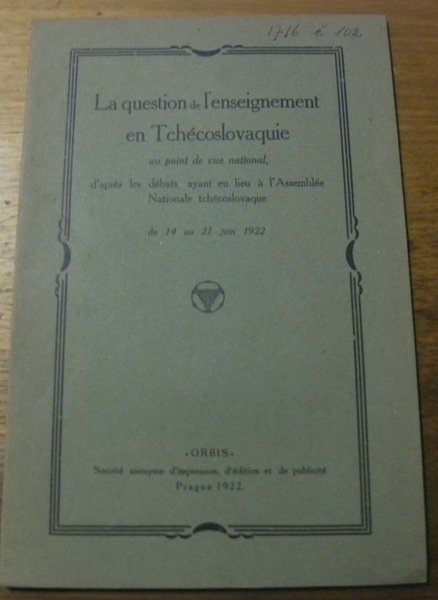 1776 è 102
La question de l'enseignement
en Tchécoslovaquie
au point de vue national,
d'après les débats ayant eu lieu à l'Assemblée
Nationale tchécoslovaque
du 14 au 21 juin 1922
«ORBIS»
Société anonyme d'impression, d'édition et de publicité
Prague 1922.